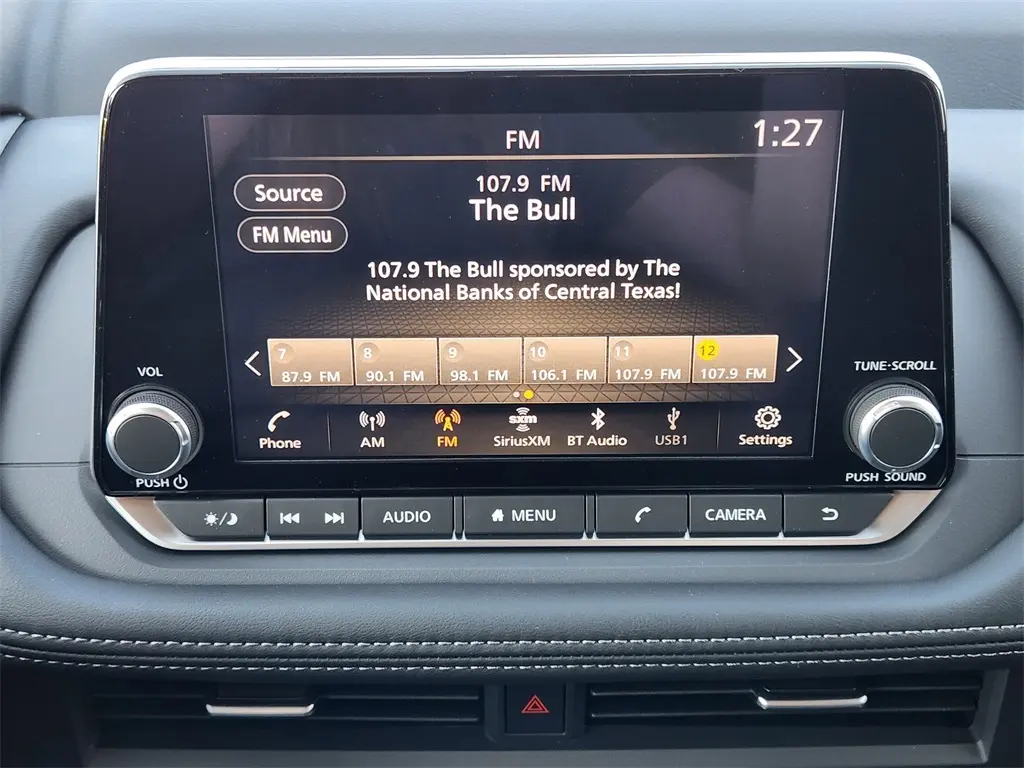 FM
1:27
Source
107.9 FM
The Bull
FM Menu
107.9 The Bull sponsored by The
National Banks of Central Texas!
7
8
9
10
11
12
87.9 FM
90.1 FM
98.1 FM
106.1 FM
107.9 FM
107.9 FM
VOL
TUNE·SCROLL
sxm
Phone
AM
FM
SiriusXM
BT Audio
USB1
Settings
PUSH
PUSH SOUND
AUDIO
MENU
CAMERA